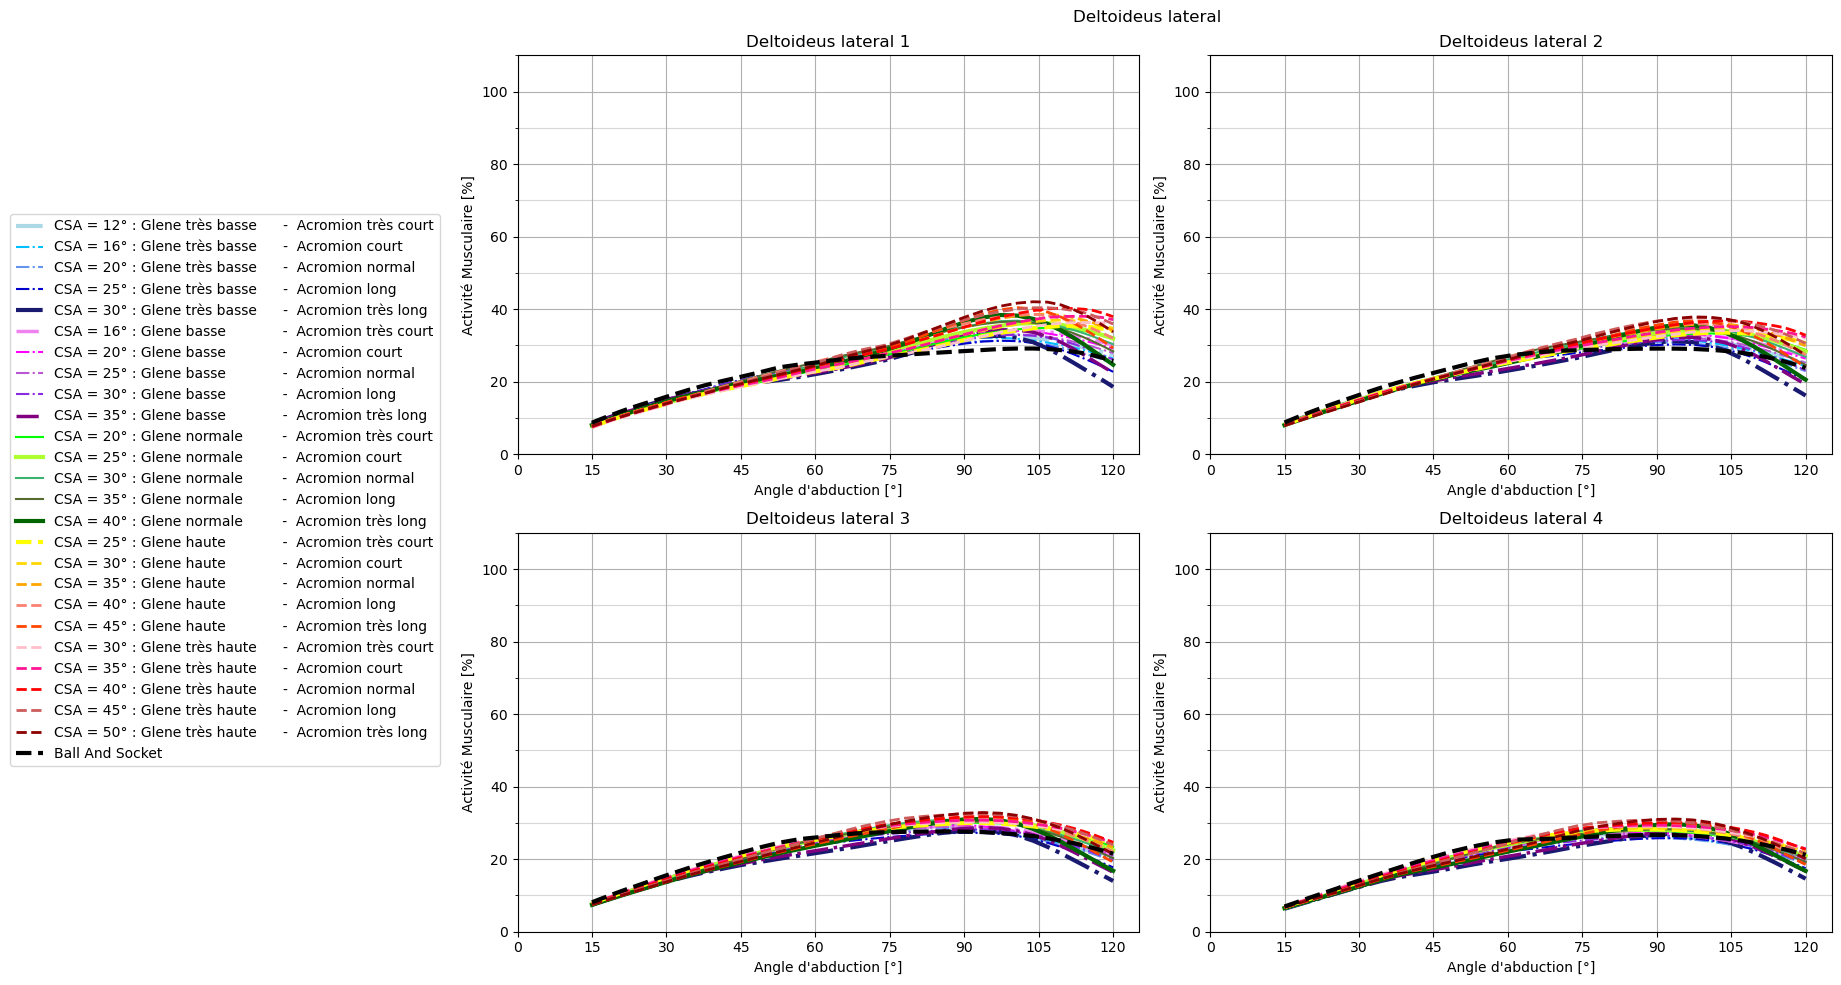 Deltoideus lateral
Deltoideus lateral 1
Deltoideus lateral 2
100
80
60
40
20
0
Activité Musculaire [%]
0 15 30 45 60 75 90 105 120
Angle d'abduction [°]
100
80
60
40
20
0
Activité Musculaire [%]
0 15 30 45 60 75 90 105 120
Angle d'abduction [°]
CSA = 12° : Glene très basse - Acromion très court
CSA = 16° : Glene très basse - Acromion court
CSA = 20° : Glene très basse - Acromion normal
CSA = 25° : Glene très basse - Acromion long
CSA = 30° : Glene très basse - Acromion très long
CSA = 16° : Glene basse - Acromion très court
CSA = 20° : Glene basse - Acromion court
CSA = 25° : Glene basse - Acromion normal
CSA = 30° : Glene basse - Acromion long
CSA = 35° : Glene basse - Acromion très long
CSA = 20° : Glene normale - Acromion très court
CSA = 25° : Glene normale - Acromion court
CSA = 30° : Glene normale - Acromion normal
CSA = 35° : Glene normale - Acromion long
CSA = 40° : Glene normale - Acromion très long
CSA = 25° : Glene haute - Acromion très court
CSA = 30° : Glene haute - Acromion court
CSA = 35° : Glene haute - Acromion normal
CSA = 40° : Glene haute - Acromion long
CSA = 45° : Glene haute - Acromion très long
CSA = 30° : Glene très haute - Acromion très court
CSA = 35° : Glene très haute - Acromion court
CSA = 40° : Glene très haute - Acromion normal
CSA = 45° : Glene très haute - Acromion long
CSA = 50° : Glene très haute - Acromion très long
Ball And Socket
Deltoideus lateral 3
Deltoideus lateral 4
100
80
60
40
20
0
Activité Musculaire [%]
0 15 30 45 60 75 90 105 120
Angle d'abduction [°]
100
80
60
40
20
0
Activité Musculaire [%]
0 15 30 45 60 75 90 105 120
Angle d'abduction [°]